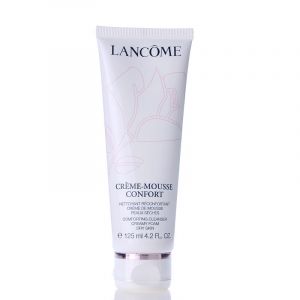 LANCÔME
CRÈME-MOUSSE
CONFORT
NETTOYANT RÉCONFORTANT
CRÈME DE MOUSSE
PEAUX SÈCHES
COMFORTING CLEANSER
CREAMY FOAM
DRY SKIN
e 125 ml 4.2 FL. OZ.